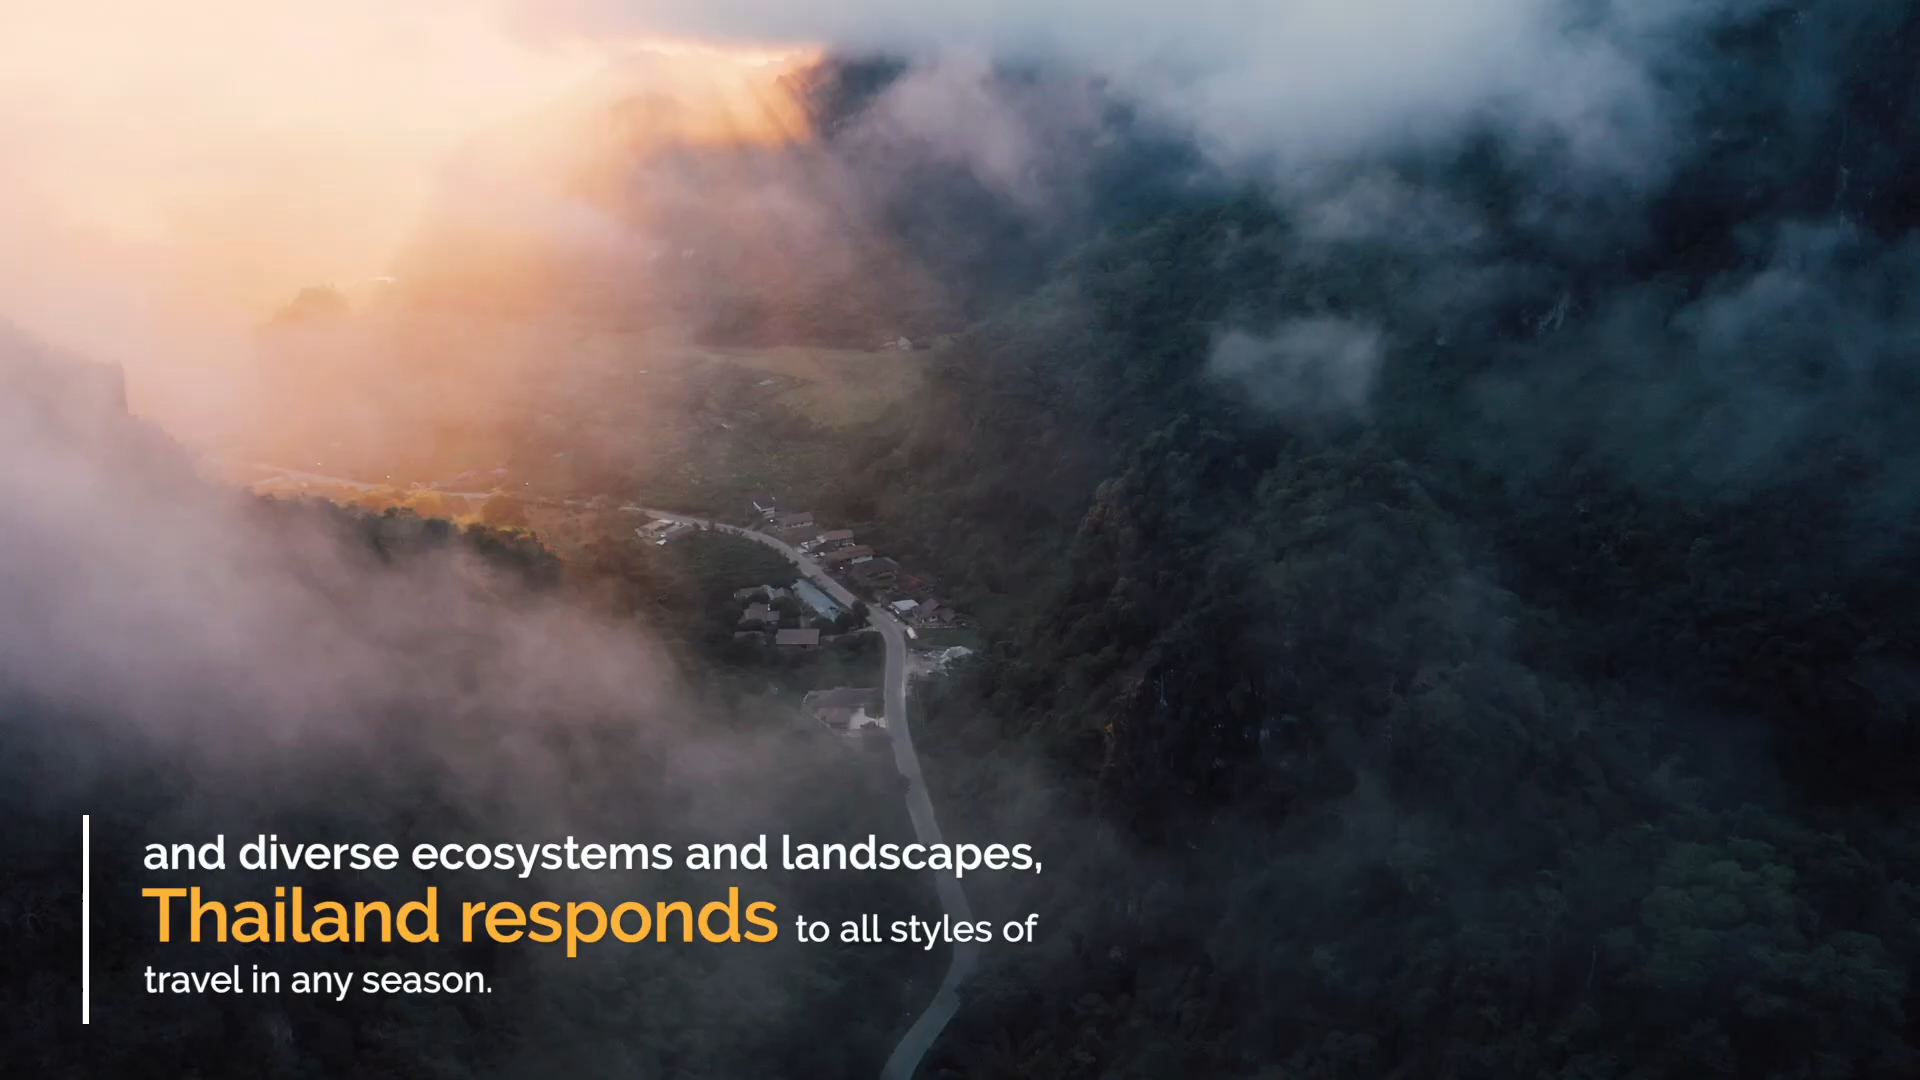 and diverse ecosystems and landscapes,
Thailand responds to all styles of
travel in any season.